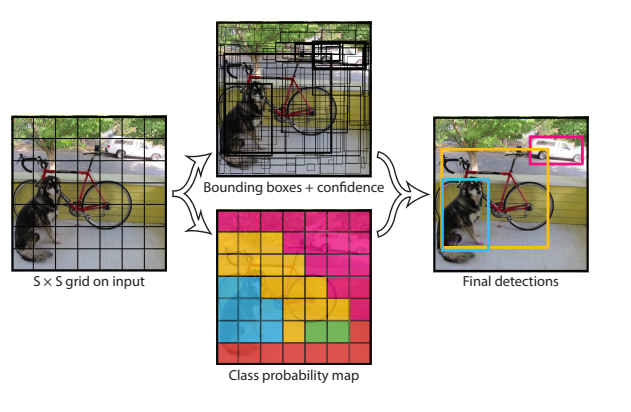 Bounding boxes + confidence
S × S grid on input
Final detections
Class probability map